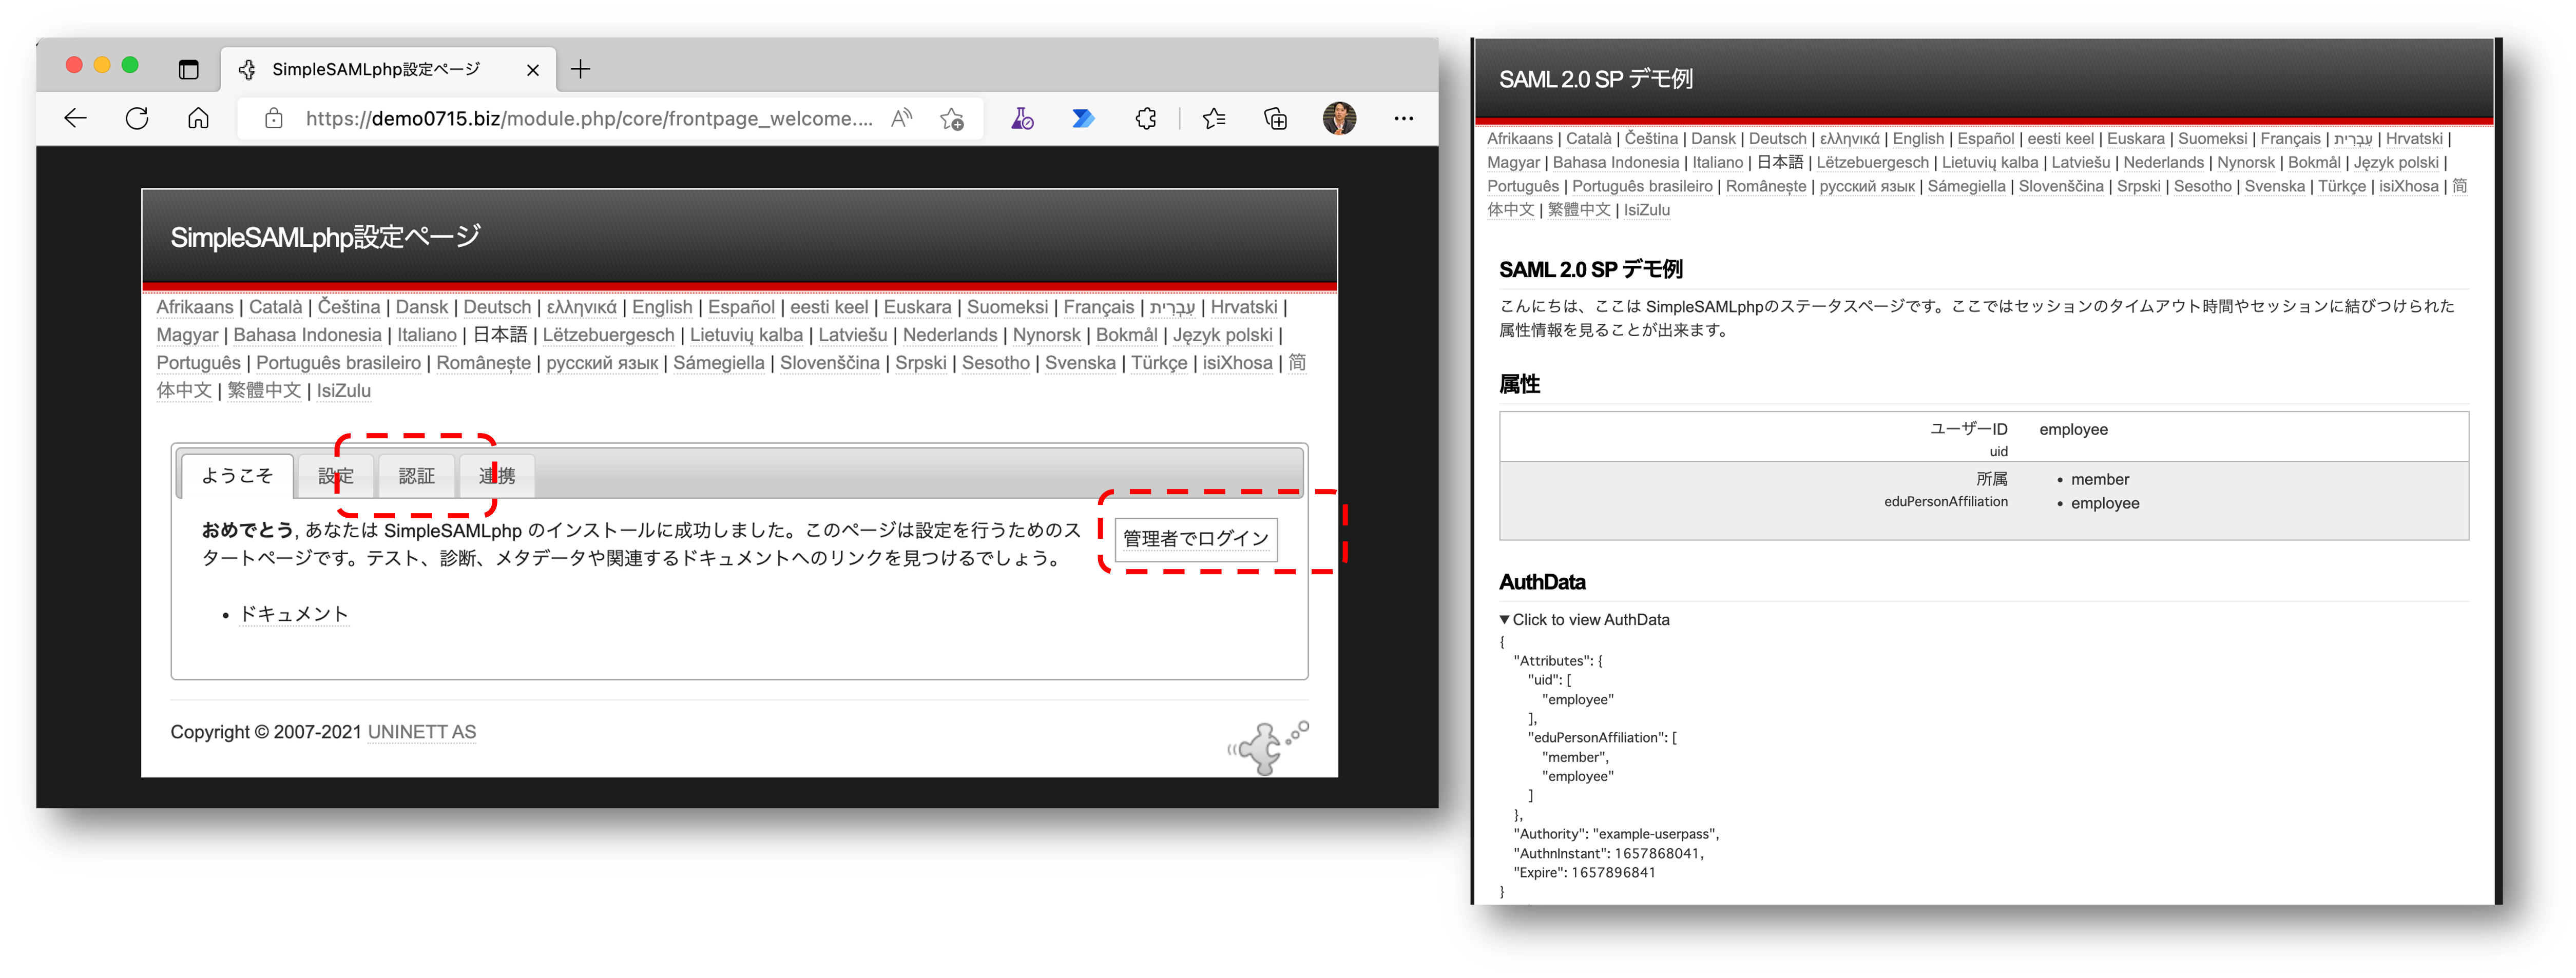 SimpleSAMLphp設定ページ
https://demo0715.biz/module.php/core/frontpage_welcome....
SimpleSAMLphp設定ページ
Afrikaans | Català | Čeština | Dansk | Deutsch | ελληνικά | English | Español | eesti keel | Euskara | Suomeksi | Français | עִבְרִית | Hrvatski |
Magyar | Bahasa Indonesia | Italiano | 日本語 | Lëtzebuergesch | Lietuvių kalba | Latviešu | Nederlands | Nynorsk | Bokmål | Język polski |
Português | Português brasileiro | Românește | русский язык | Sámegiella | Slovenščina | Srpski | Sesotho | Svenska | Türkçe | isiXhosa | 简
体中文 | 繁體中文 | IsiZulu
ようこそ 設定 認証 連携
おめでとう, あなたは SimpleSAMLphp のインストールに成功しました。このページは設定を行うためのス
タートページです。テスト、診断、メタデータや関連するドキュメントへのリンクを見つけるでしょう。
管理者でログイン
• ドキュメント
Copyright © 2007-2021 UNINETT AS
SAML 2.0 SP デモ例
Afrikaans | Català | Čeština | Dansk | Deutsch | ελληνικά | English | Español | eesti keel | Euskara | Suomeksi | Français | עִבְרִית | Hrvatski |
Magyar | Bahasa Indonesia | Italiano | 日本語 | Lëtzebuergesch | Lietuvių kalba | Latviešu | Nederlands | Nynorsk | Bokmål | Język polski |
Português | Português brasileiro | Românește | русский язык | Sámegiella | Slovenščina | Srpski | Sesotho | Svenska | Türkçe | isiXhosa | 简
体中文 | 繁體中文 | IsiZulu
SAML 2.0 SP デモ例
こんにちは、ここは SimpleSAMLphpのステータスページです。ここではセッションのタイムアウト時間やセッションに結びつけられた
属性情報を見ることが出来ます。
属性
ユーザーID employee
uid
所属 • member
eduPersonAffiliation • employee
AuthData
▼Click to view AuthData
{
"Attributes": {
"uid": [
"employee"
],
"eduPersonAffiliation": [
"member",
"employee"
]
},
"Authority": "example-userpass",
"AuthnInstant": 1657868041,
"Expire": 1657896841
}